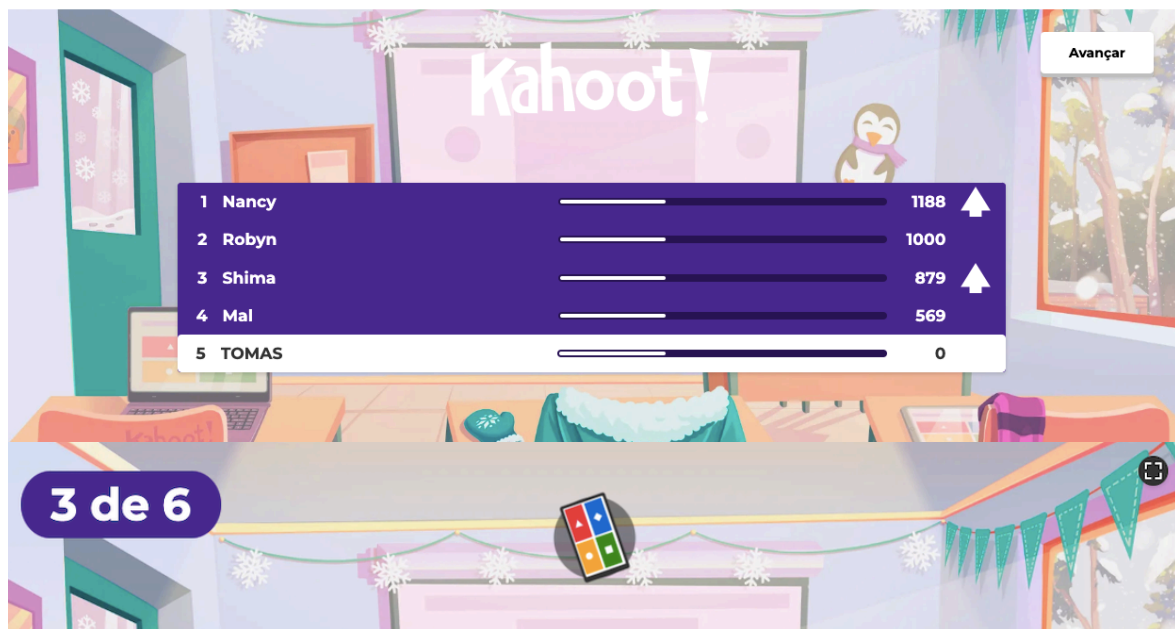 Kahoot!
Avançar
1 Nancy 1188
2 Robyn 1000
3 Shima 879
4 Mal 569
5 TOMAS 0
Kahoot!
3 de 6